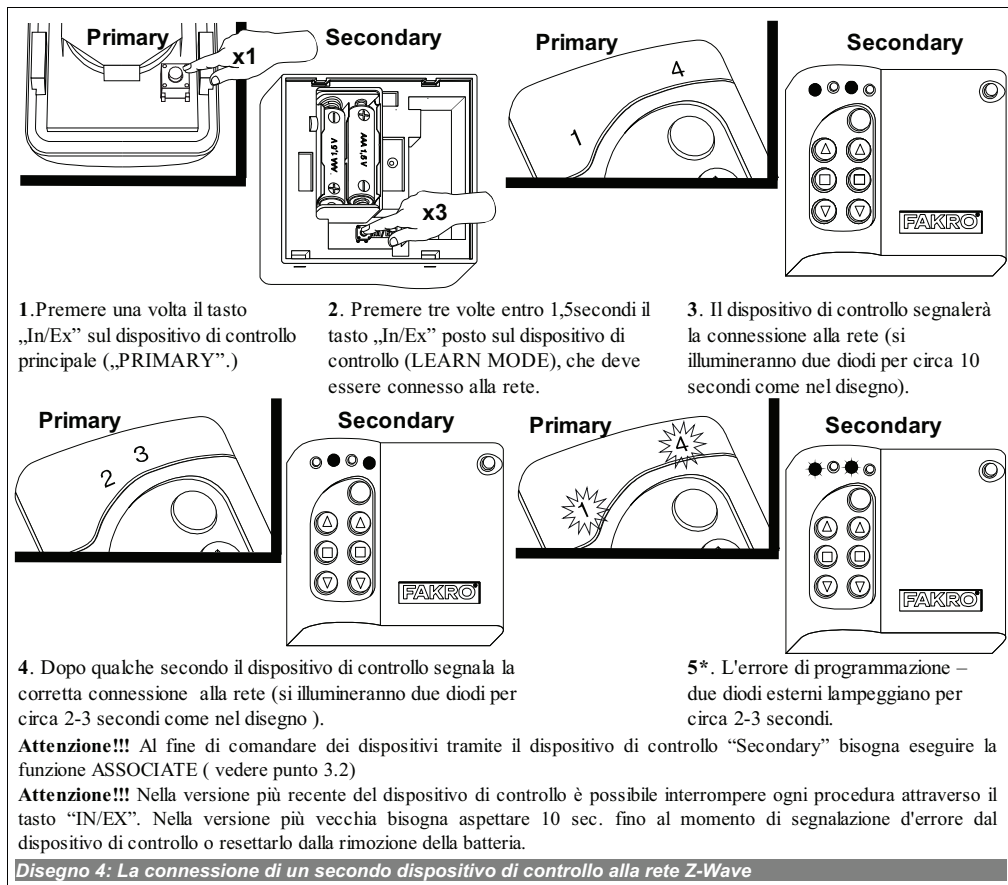 Primary
x1
Secondary
AAA 1,5 V
AAA 1,5 V
x3
Primary
1
4
Secondary
FAKRO
1.Premere una volta il tasto
„In/Ex” sul dispositivo di controllo
principale („PRIMARY”.)
2. Premere tre volte entro 1,5secondi il
tasto „In/Ex” posto sul dispositivo di
controllo (LEARN MODE), che deve
essere connesso alla rete.
3. Il dispositivo di controllo segnalerà
la connessione alla rete (si
illumineranno due diodi per circa 10
secondi come nel disegno).
Primary
2
3
Secondary
FAKRO
Primary
1
4
Secondary
FAKRO
4. Dopo qualche secondo il dispositivo di controllo segnala la
corretta connessione alla rete (si illumineranno due diodi per
circa 2-3 secondi come nel disegno ).
5*. L'errore di programmazione –
due diodi esterni lampeggiano per
circa 2-3 secondi.
Attenzione!!! Al fine di comandare dei dispositivi tramite il dispositivo di controllo “Secondary” bisogna eseguire la
funzione ASSOCIATE ( vedere punto 3.2)
Attenzione!!! Nella versione più recente del dispositivo di controllo è possibile interrompere ogni procedura attraverso il
tasto “IN/EX”. Nella versione più vecchia bisogna aspettare 10 sec. fino al momento di segnalazione d'errore dal
dispositivo di controllo o resettarlo dalla rimozione della batteria.
Disegno 4: La connessione di un secondo dispositivo di controllo alla rete Z-Wave